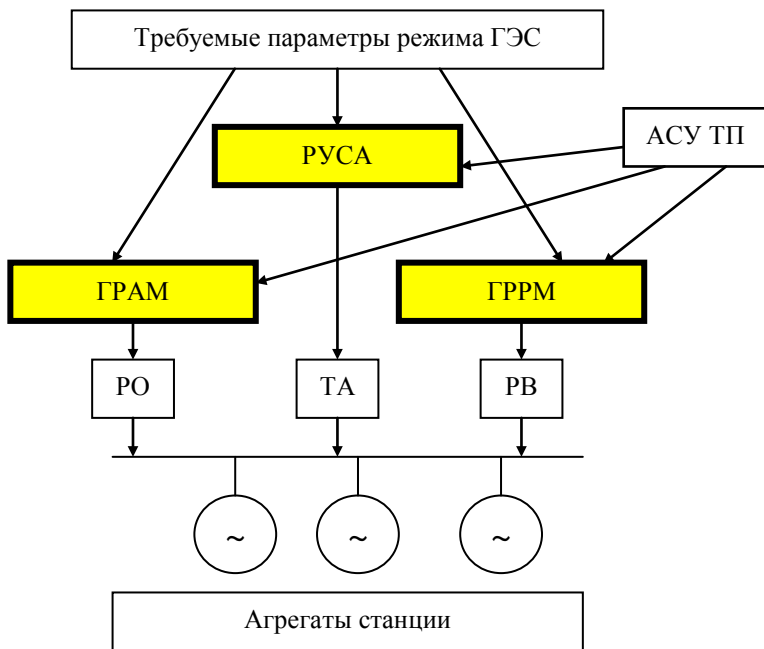 Требуемые параметры режима ГЭС
РУСА
АСУ ТП
ГРАМ
ГРРМ
РО
ТА
РВ
~
~
~
Агрегаты станции